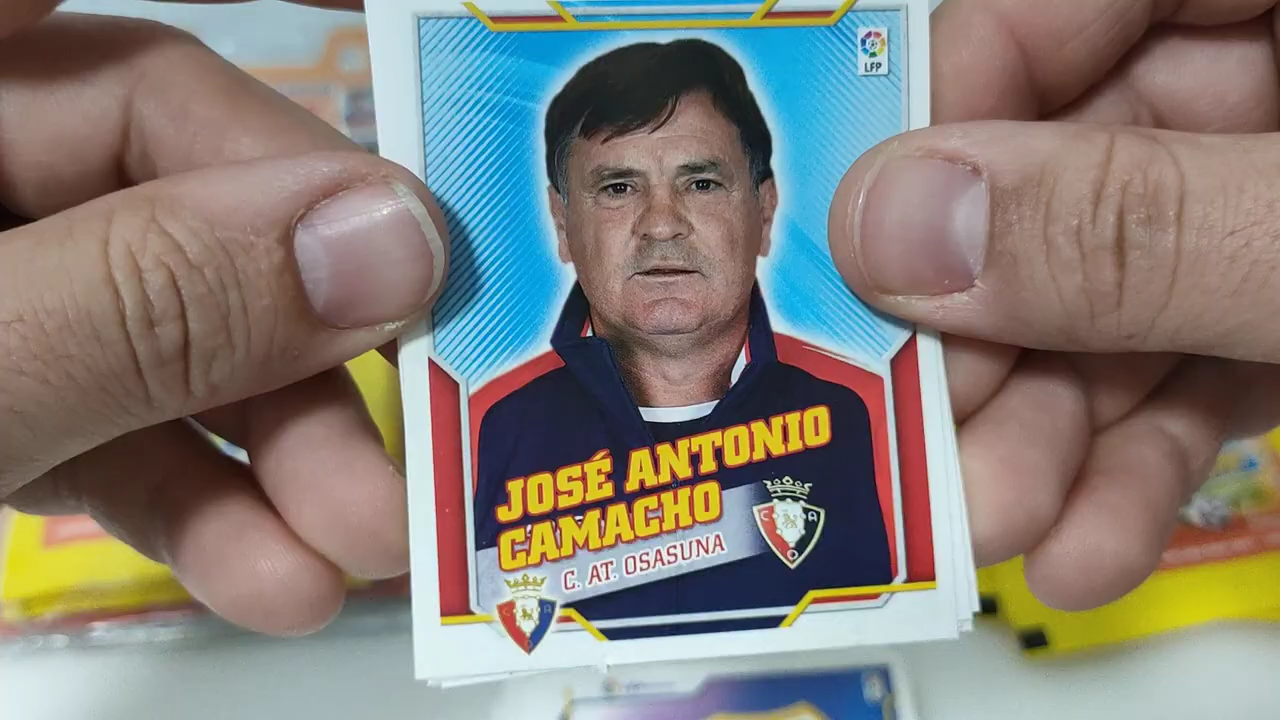 LFP
JOSÉ ANTONIO
CAMACHO
C. AT. OSASUNA
C A